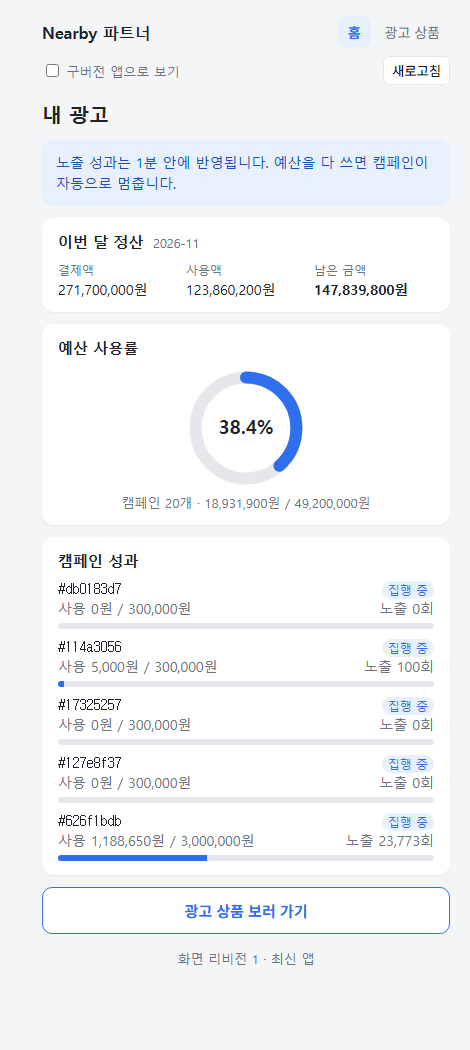 Nearby 파트너
홈
광고 상품
구버전 앱으로 보기
새로고침
내 광고
노출 성과는 1분 안에 반영됩니다. 예산을 다 쓰면 캠페인이
자동으로 멈춥니다.
이번 달 정산 2026-11
결제액 사용액 남은 금액
271,700,000원 123,860,200원 147,839,800원
예산 사용률
38.4%
캠페인 20개 · 18,931,900원 / 49,200,000원
캠페인 성과
#db0183d7 집행 중
사용 0원 / 300,000원 노출 0회
#114a3056 집행 중
사용 5,000원 / 300,000원 노출 100회
#17325257 집행 중
사용 0원 / 300,000원 노출 0회
#127e8f37 집행 중
사용 0원 / 300,000원 노출 0회
#626f1bdb 집행 중
사용 1,188,650원 / 3,000,000원 노출 23,773회
광고 상품 보러 가기
화면 리비전 1 · 최신 앱